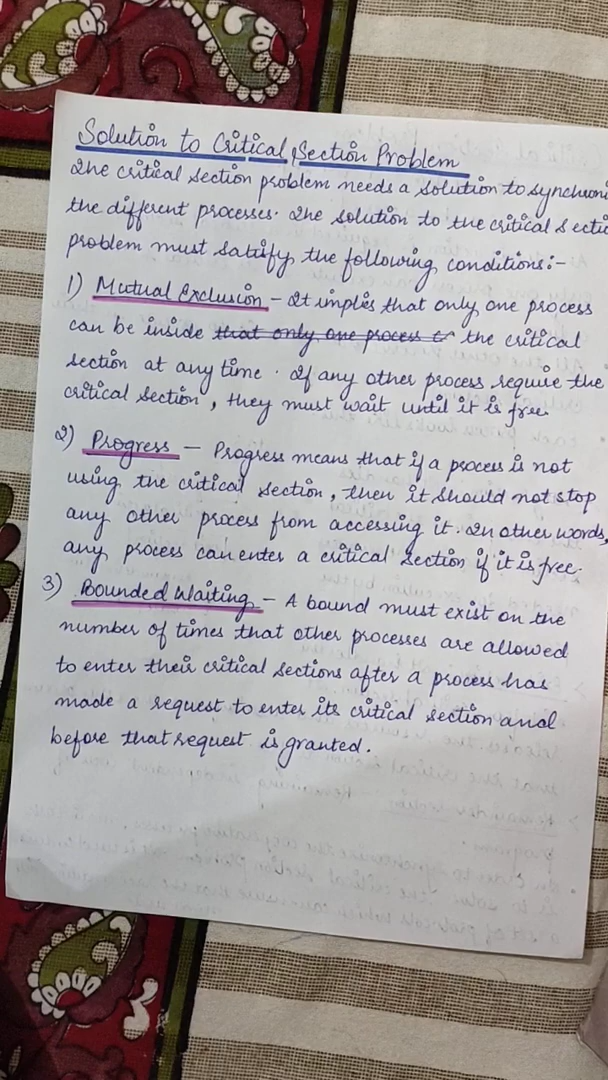 Solution to Critical Section Problem
The critical section problem needs a solution to synchroni
the different processes. The solution to the critical secti
problem must satisfy the following conditions:-
1) Mutual Exclusion - It implies that only one process
can be inside that only one process the critical
section at any time. If any other process require the
critical section, they must wait until it is free.
2) Progress - Progress means that if a process is not
using the critical section, then it should not stop
any other process from accessing it. In other words,
any process can enter a critical section if it is free.
3) Bounded Waiting - A bound must exist on the
number of times that other processes are allowed
to enter their critical sections after a process has
made a request to enter its critical section and
before that request is granted.